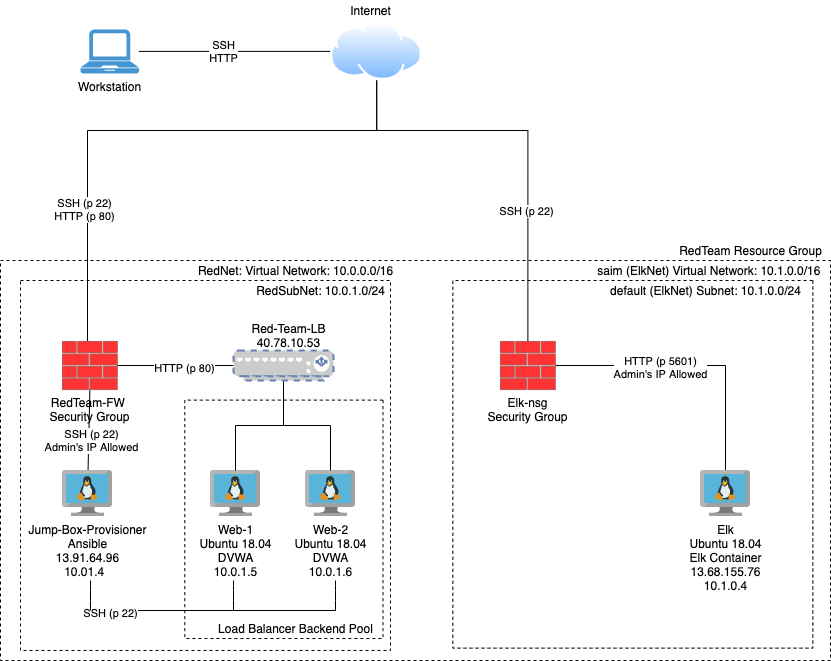 Internet
SSH
HTTP
Workstation
SSH (p 22)
HTTP (p 80)
SSH (p 22)
RedTeam Resource Group
RedNet: Virtual Network: 10.0.0.0/16
saim (ElkNet) Virtual Network: 10.1.0.0/16
RedSubNet: 10.0.1.0/24
default (ElkNet) Subnet: 10.1.0.0/24
Red-Team-LB
40.78.10.53
HTTP (p 80)
HTTP (p 5601)
Admin's IP Allowed
RedTeam-FW
Security Group
Elk-nsg
Security Group
SSH (p 22)
Admin's IP Allowed
Jump-Box-Provisioner
Ansible
13.91.64.96
10.01.4
Web-1
Ubuntu 18.04
DVWA
10.0.1.5
Web-2
Ubuntu 18.04
DVWA
10.0.1.6
Elk
Ubuntu 18.04
Elk Container
13.68.155.76
10.1.0.4
SSH (p 22)
Load Balancer Backend Pool